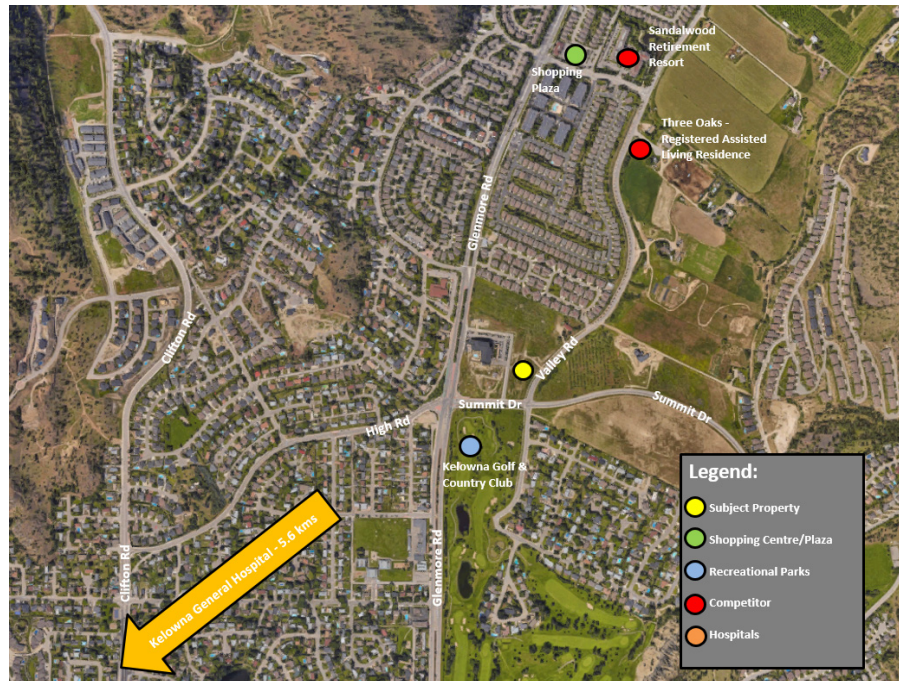 Sandalwood
Retirement
Resort
Shopping
Plaza
Three Oaks -
Registered Assisted
Living Residence
Glenmore Rd
Clifton Rd
Valley Rd
Summit Dr
Summit Dr
High Rd
Kelowna Golf &
Country Club
Clifton Rd
Glenmore Rd
Kelowna General Hospital - 5.6 kms
Legend:
Subject Property
Shopping Centre/Plaza
Recreational Parks
Competitor
Hospitals